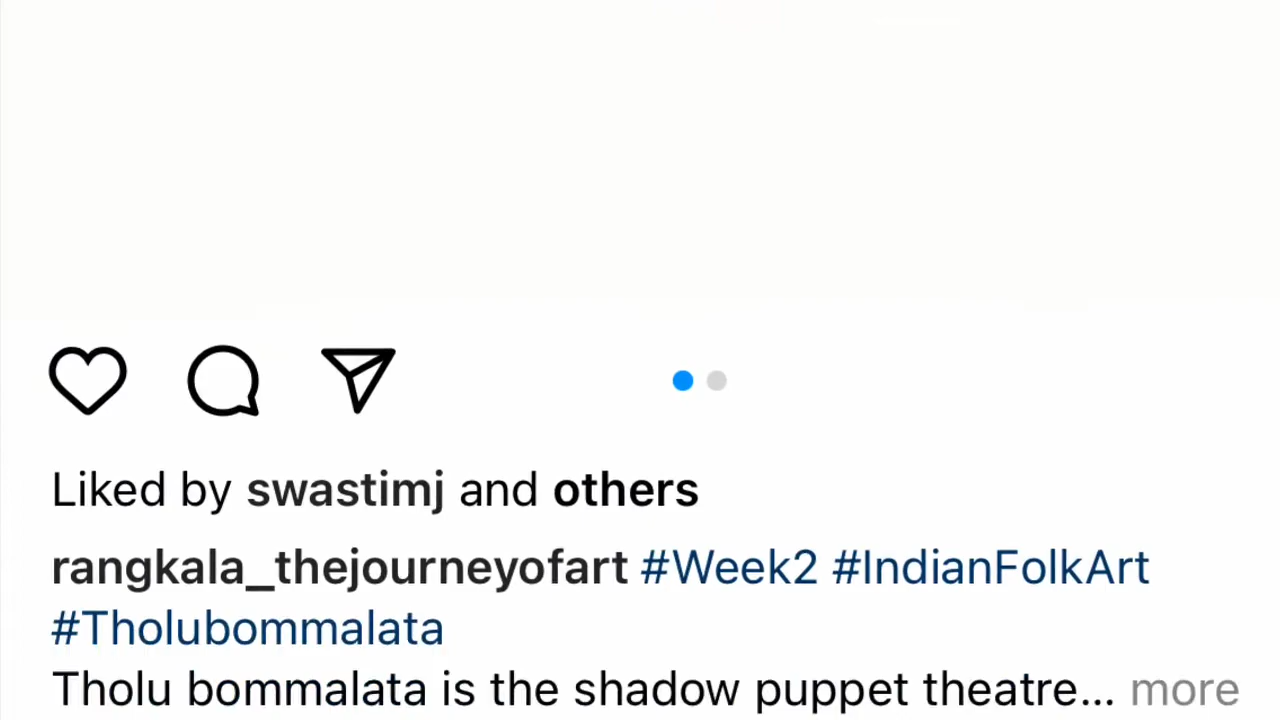 Liked by swastimj and others
rangkala_thejourneyofart #Week2 #IndianFolkArt
#Tholubommalata
Tholu bommalata is the shadow puppet theatre... more